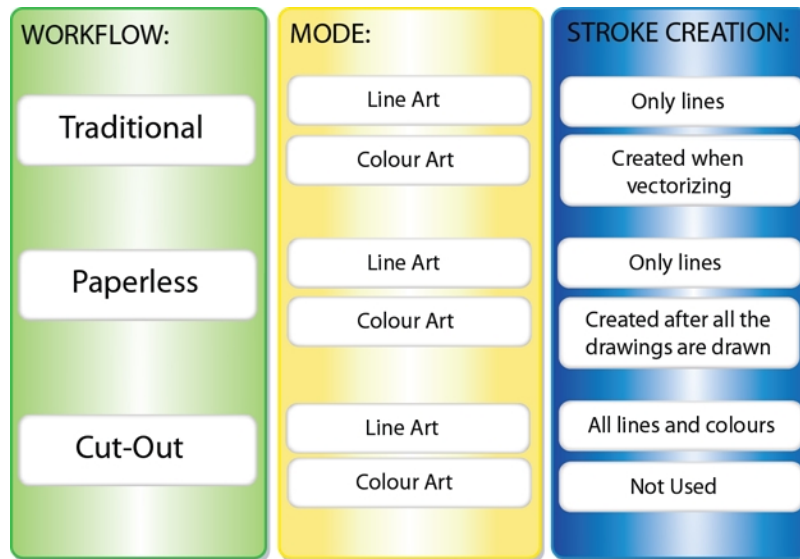 WORKFLOW:
MODE:
STROKE CREATION:
Traditional
Line Art
Only lines
Colour Art
Created when
vectorizing
Paperless
Line Art
Only lines
Colour Art
Created after all the
drawings are drawn
Cut-Out
Line Art
All lines and colours
Colour Art
Not Used